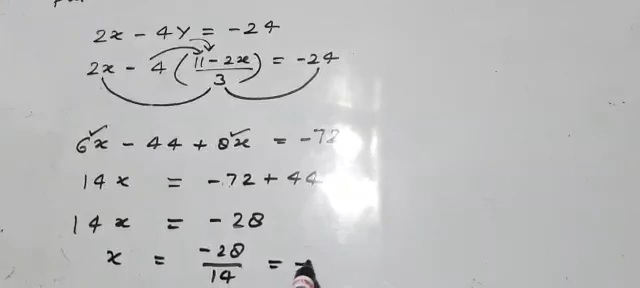 2x - 4y = -24
2x - 4 ( 11 - 2x / 3 ) = -24
6x - 44 + 8x = -72
14x = -72 + 44
14x = -28
x = -28 / 14 = -